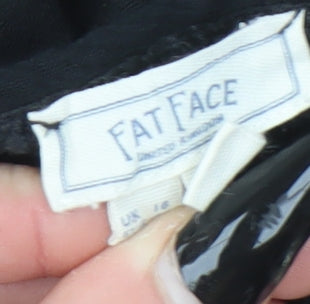 FAT FACE
UNITED KINGDOM
UK 16